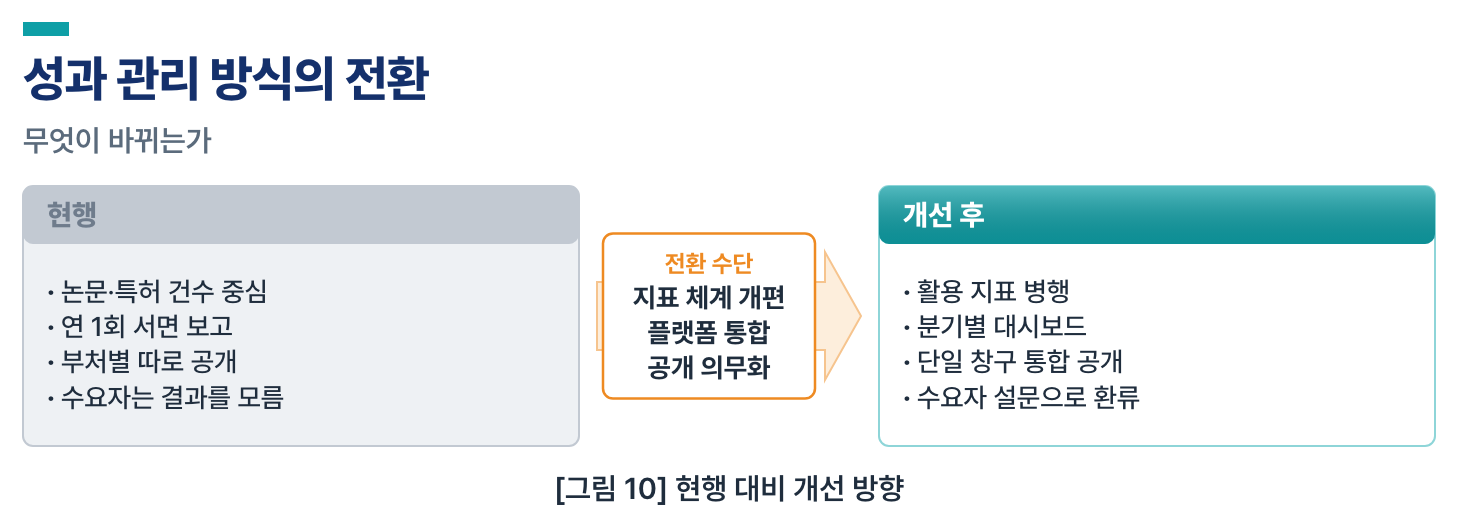 성과 관리 방식의 전환
무엇이 바뀌는가
현행
• 논문·특허 건수 중심
• 연 1회 서면 보고
• 부처별 따로 공개
• 수요자는 결과를 모름
전환 수단
지표 체계 개편
플랫폼 통합
공개 의무화
개선 후
• 활용 지표 병행
• 분기별 대시보드
• 단일 창구 통합 공개
• 수요자 설문으로 환류
[그림 10] 현행 대비 개선 방향